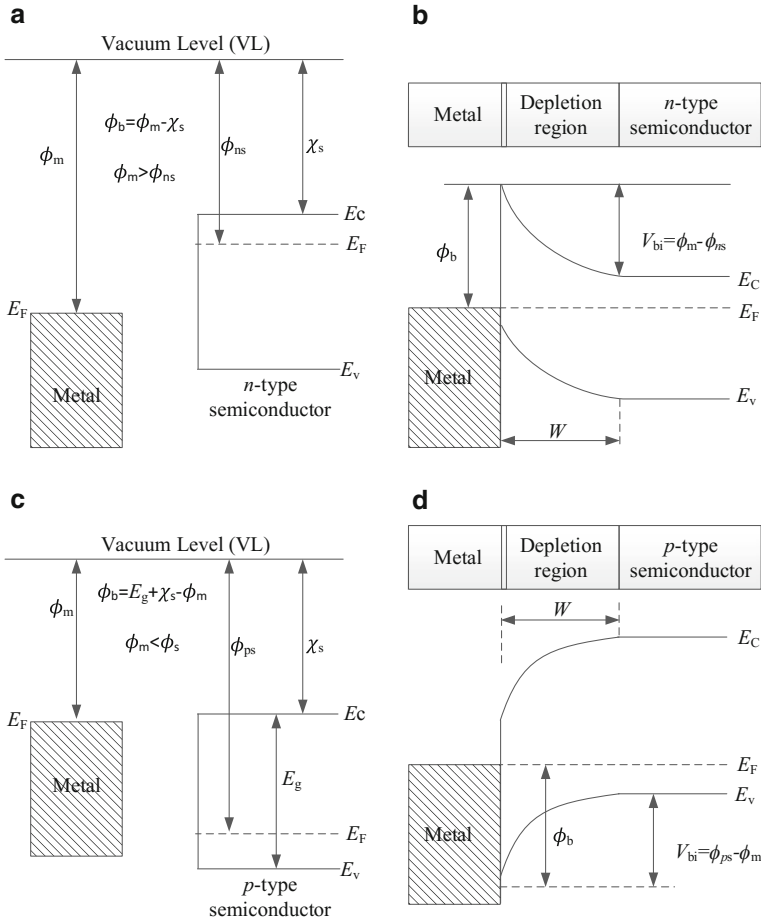 a
Vacuum Level (VL)
ϕb=ϕm-χs
ϕm>ϕns
ϕm
ϕns
χs
Ec
EF
EF
Metal
Ev
n-type
semiconductor
b
Metal
Depletion
region
n-type
semiconductor
ϕb
Vbi=ϕm-ϕns
EC
EF
Metal
Ev
W
c
Vacuum Level (VL)
ϕm
ϕb=Eg+χs-ϕm
ϕm<ϕs
ϕps
χs
EF
Ec
Metal
Eg
EF
Ev
p-type
semiconductor
d
Metal
Depletion
region
p-type
semiconductor
W
EC
EF
Ev
Metal
ϕb
Vbi=ϕps-ϕm